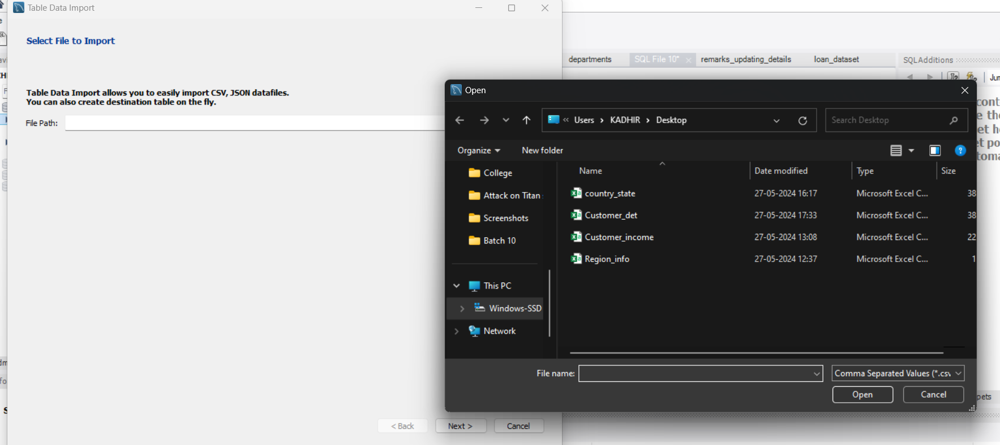 Table Data Import
Select File to Import
Table Data Import allows you to easily import CSV, JSON datafiles.
You can also create destination table on the fly.
File Path:
< Back
Next >
Cancel
departments
SQL File 10*
remarks_updating_details
loan_dataset
SQLAdditions
Open
Users
KADHIR
Desktop
Search Desktop
Organize
New folder
College
Attack on Titan
Screenshots
Batch 10
This PC
Windows-SSD
Network
Name Date modified Type Size
country_state 27-05-2024 16:17 Microsoft Excel C... 38
Customer_det 27-05-2024 17:33 Microsoft Excel C... 38
Customer_income 27-05-2024 13:08 Microsoft Excel C... 22
Region_info 27-05-2024 12:37 Microsoft Excel C... 1
File name:
Comma Separated Values (*.csv
Open
Cancel